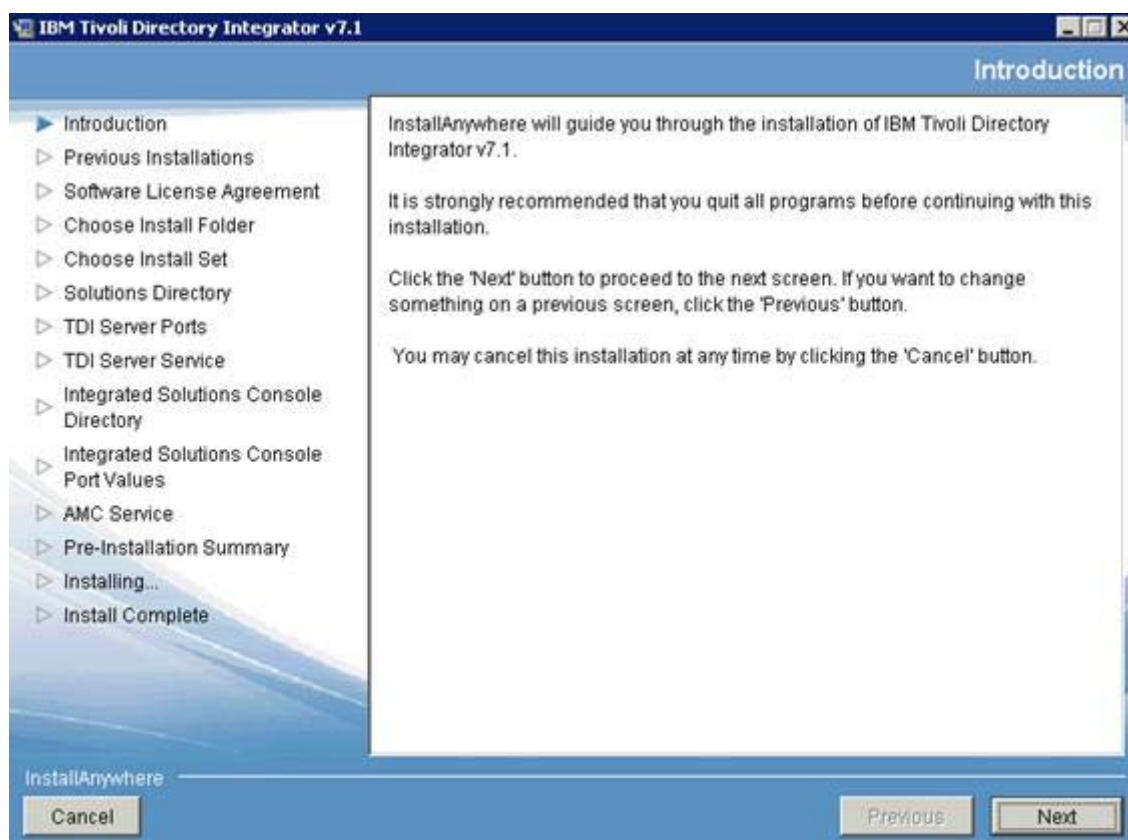 IBM Tivoli Directory Integrator v7.1
Introduction
Introduction
Previous Installations
Software License Agreement
Choose Install Folder
Choose Install Set
Solutions Directory
TDI Server Ports
TDI Server Service
Integrated Solutions Console
Directory
Integrated Solutions Console
Port Values
AMC Service
Pre-Installation Summary
Installing...
Install Complete
InstallAnywhere will guide you through the installation of IBM Tivoli Directory
Integrator v7.1.
It is strongly recommended that you quit all programs before continuing with this
installation.
Click the 'Next' button to proceed to the next screen. If you want to change
something on a previous screen, click the 'Previous' button.
You may cancel this installation at any time by clicking the 'Cancel' button.
InstallAnywhere
Cancel
Previous
Next